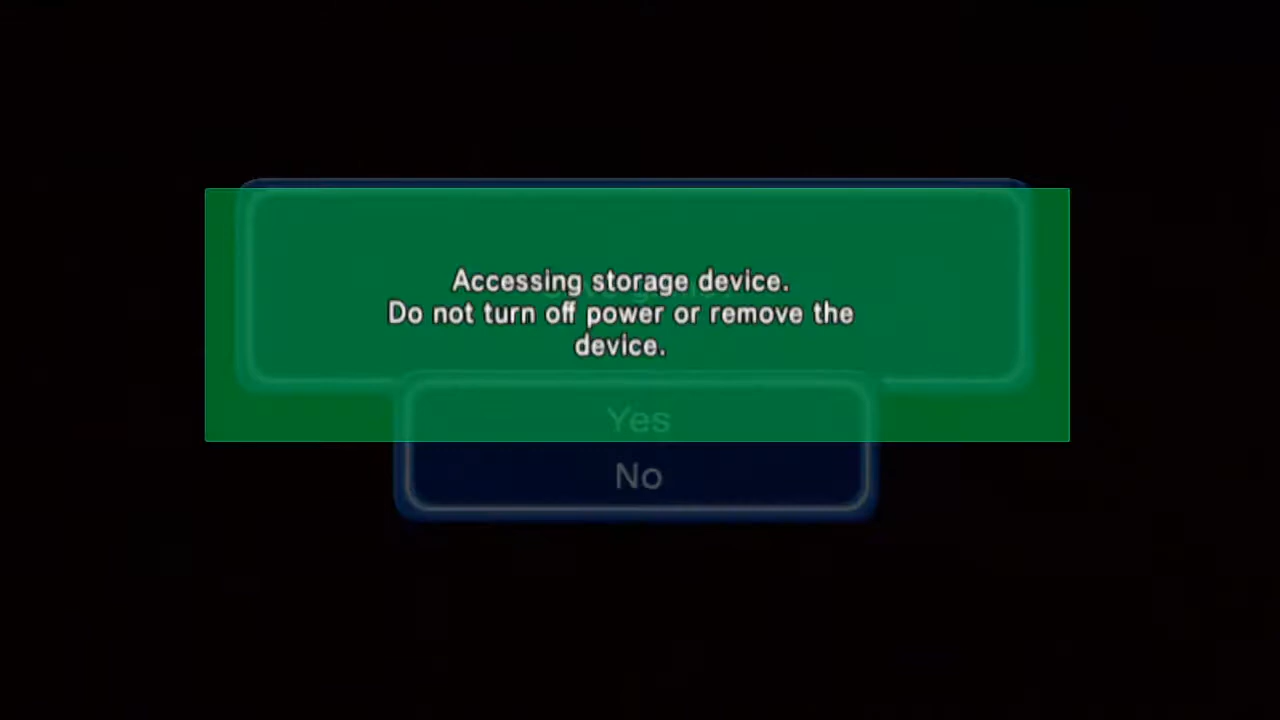 Accessing storage device.
Do not turn off power or remove the
device.
Yes
No